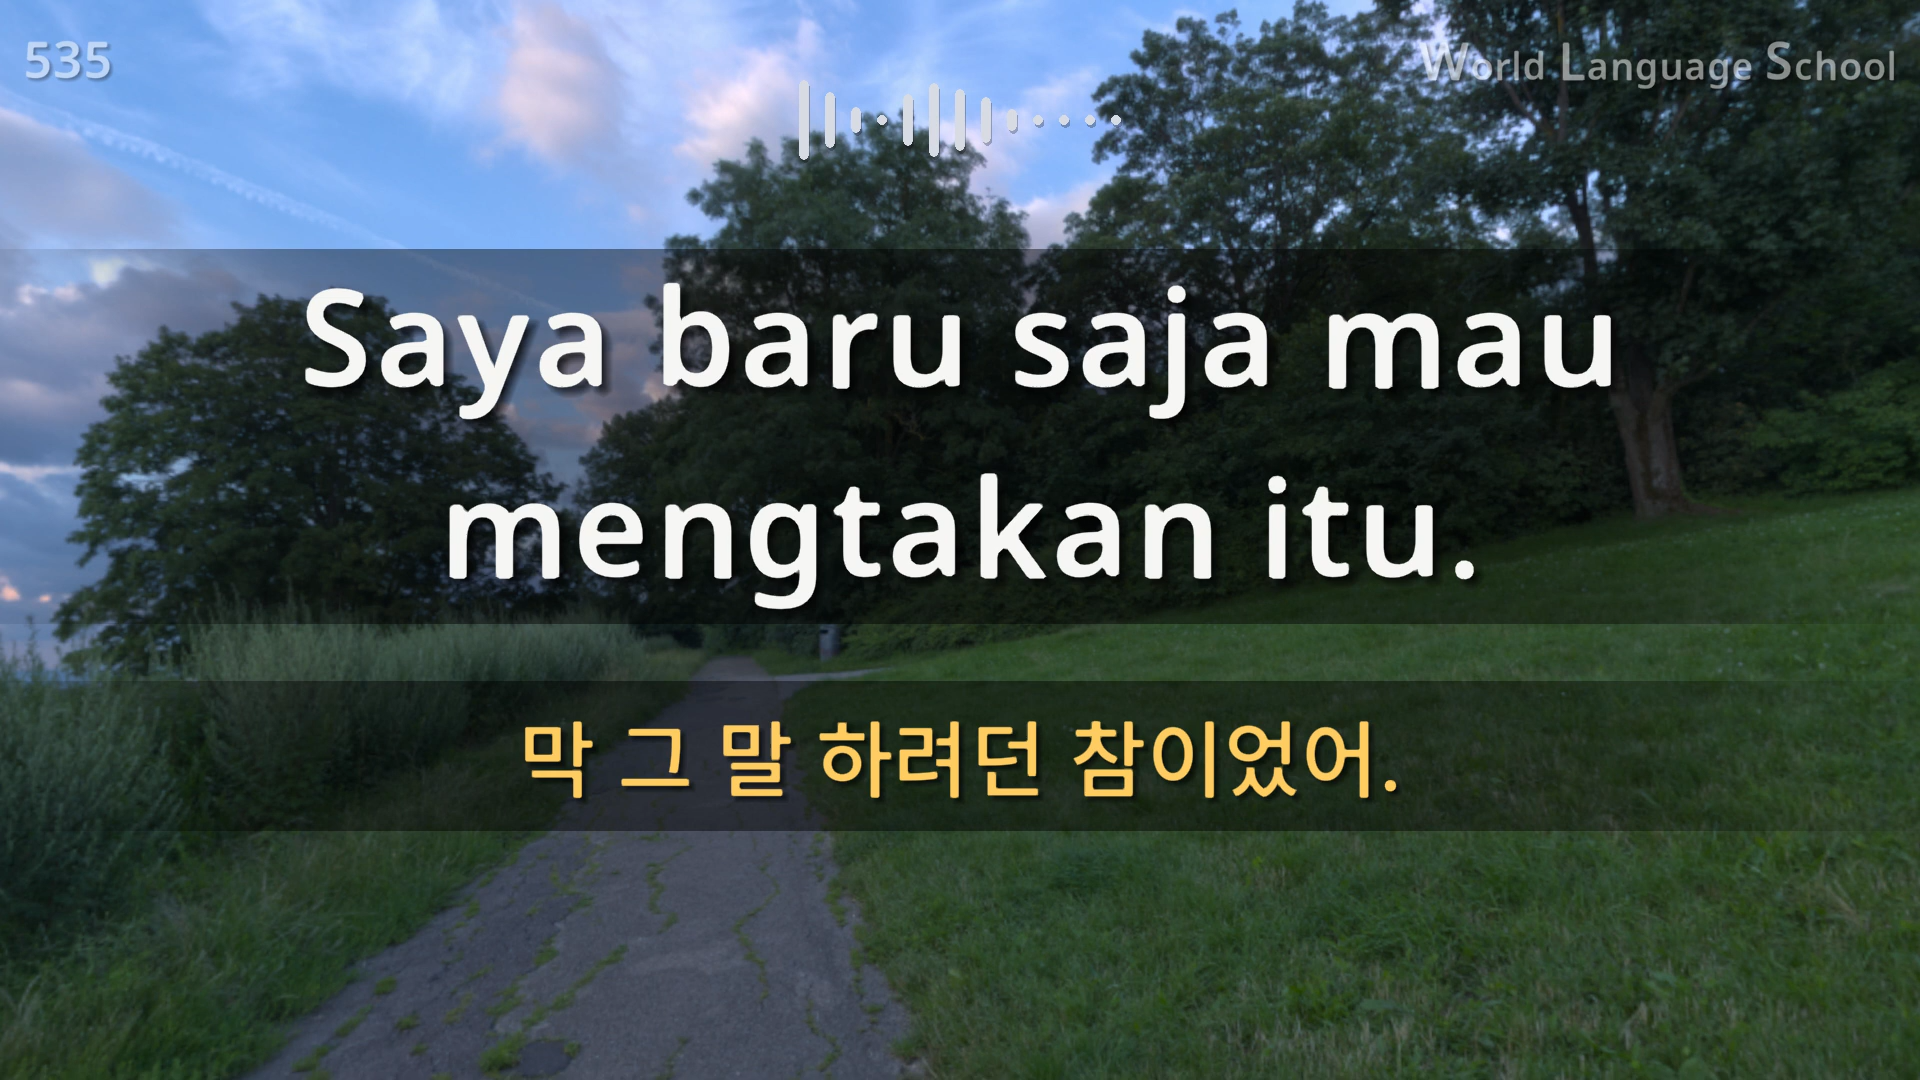 535
World Language School
Saya baru saja mau
mengtakan itu.
막 그 말 하려던 참이었어.